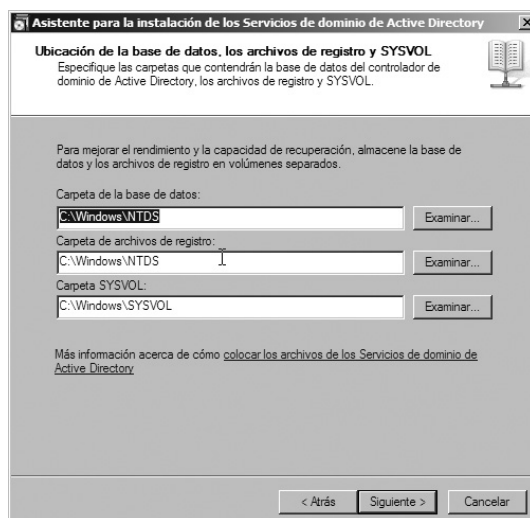 Asistente para la instalación de los Servicios de dominio de Active Directory
Ubicación de la base de datos, los archivos de registro y SYSVOL
Especifique las carpetas que contendrán la base de datos del controlador de
dominio de Active Directory, los archivos de registro y SYSVOL.
Para mejorar el rendimiento y la capacidad de recuperación, almacene la base de
datos y los archivos de registro en volúmenes separados.
Carpeta de la base de datos:
C:\Windows\NTDS
Examinar...
Carpeta de archivos de registro:
C:\Windows\NTDS
Examinar...
Carpeta SYSVOL:
C:\Windows\SYSVOL
Examinar...
Más información acerca de cómo colocar los archivos de los Servicios de dominio de
Active Directory
< Atrás
Siguiente >
Cancelar